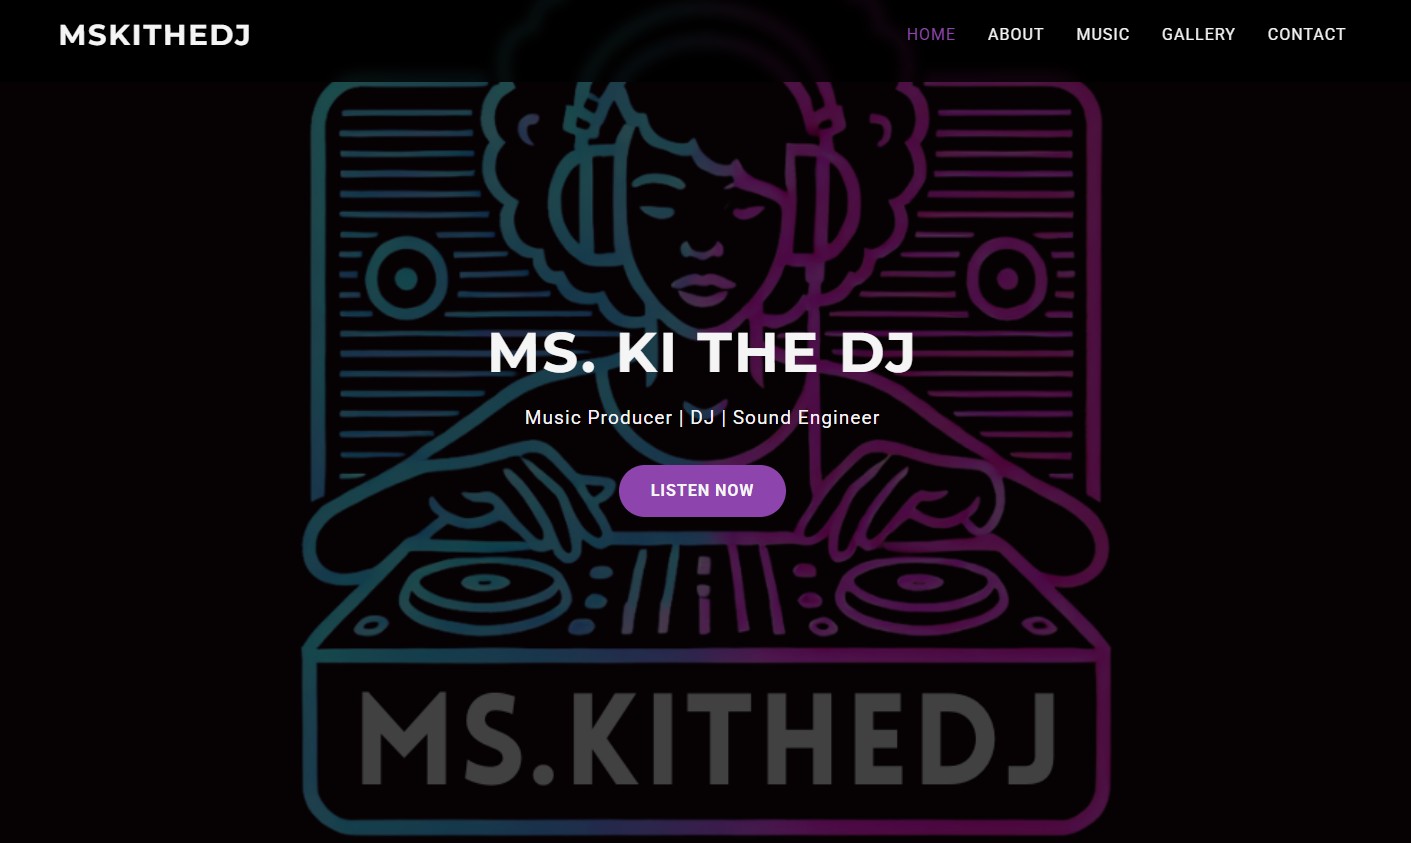 MSKITHEDJ
HOME ABOUT MUSIC GALLERY CONTACT
MS. KI THE DJ
Music Producer | DJ | Sound Engineer
LISTEN NOW
MS.KITHEDJ